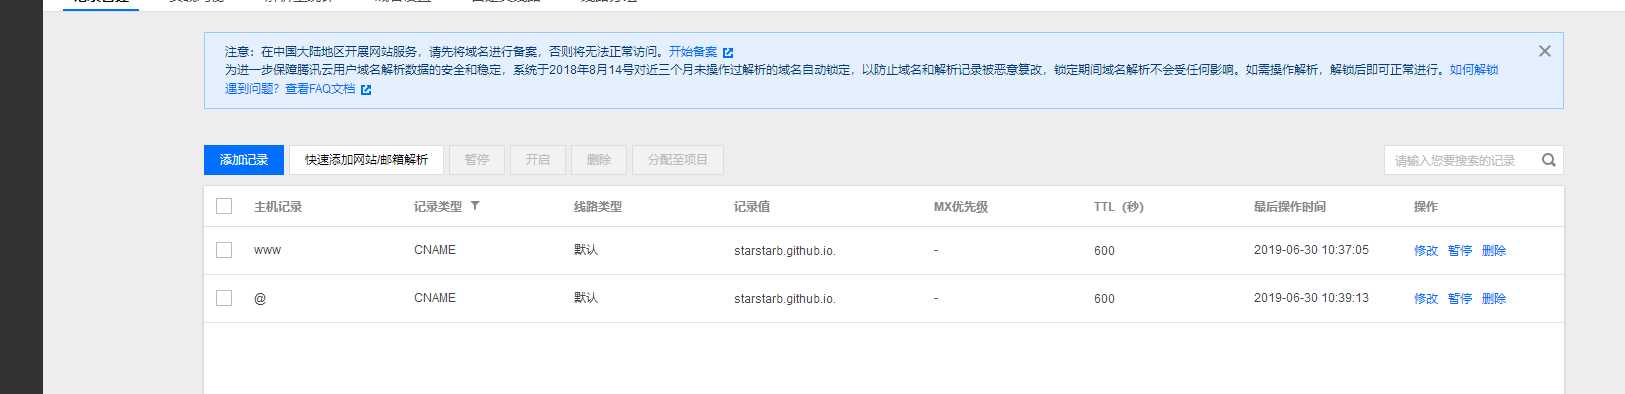 注意：在中国大陆地区开展网站服务，请先将域名进行备案，否则将无法正常访问。开始备案
为进一步保障腾讯云用户域名解析数据的安全和稳定，系统于2018年8月14号对近三个月未操作过解析的域名自动锁定，以防止域名和解析记录被恶意篡改，锁定期间域名解析不会受任何影响。如需操作解析，解锁后即可正常进行。如何解锁
遇到问题？查看FAQ文档
添加记录 快速添加网站/邮箱解析 暂停 开启 删除 分配至项目 请输入您要搜索的记录
主机记录 记录类型 线路类型 记录值 MX优先级 TTL（秒） 最后操作时间 操作
www CNAME 默认 starstarb.github.io. - 600 2019-06-30 10:37:05 修改 暂停 删除
@ CNAME 默认 starstarb.github.io. - 600 2019-06-30 10:39:13 修改 暂停 删除